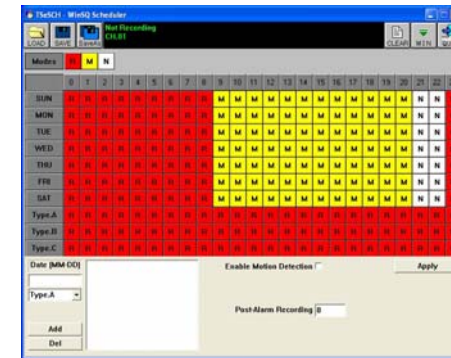 TSeSCH - WinSQ Scheduler
LOAD SAVE SaveAs Not Recording CLEAR WIN
CH.01
Modes R M N
0 1 2 3 4 5 6 7 8 9 10 11 12 13 14 15 16 17 18 19 20 21 22
SUN R R R R R R R R R M M M M M M M M M M M M N N
MON R R R R R R R R R M M M M M M M M M M M M N N
TUE R R R R R R R R R M M M M M M M M M M M M N N
WED R R R R R R R R R M M M M M M M M M M M M N N
THU R R R R R R R R R M M M M M M M M M M M M N N
FRI R R R R R R R R R M M M M M M M M M M M M N N
SAT R R R R R R R R R M M M M M M M M M M M M N N
Type.A R R R R R R R R R R R R R R R R R R R R R R R
Type.B R R R R R R R R R R R R R R R R R R R R R R R
Type.C R R R R R R R R R R R R R R R R R R R R R R R
Date [MM-DD] Enable Motion Detection Apply
Type.A
Post-Alarm Recording 0
Add
Del